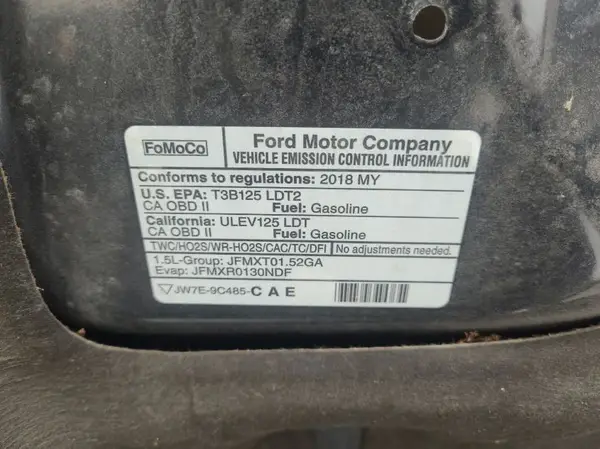 FoMoCo
Ford Motor Company
VEHICLE EMISSION CONTROL INFORMATION
Conforms to regulations: 2018 MY
U.S. EPA: T3B125 LDT2
CA OBD II Fuel: Gasoline
California: ULEV125 LDT
CA OBD II Fuel: Gasoline
TWC/HO2S/WR-HO2S/CAC/TC/DFI No adjustments needed.
1.5L-Group: JFMXT01.52GA
Evap: JFMXR0130NDF
JW7E-9C485-C A E